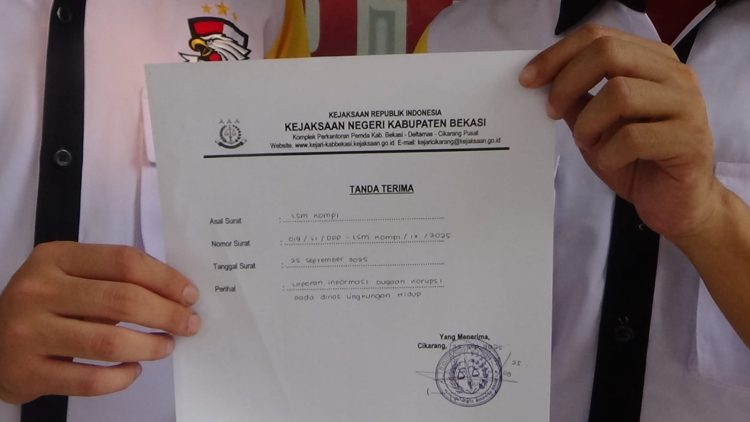 KEJAKSAAN REPUBLIK INDONESIA
KEJAKSAAN NEGERI KABUPATEN BEKASI
Komplek Perkantoran Pemda Kab. Bekasi - Deltamas - Cikarang Pusat
Website. www.kejari-kabbekasi.kejaksaan.go.id E-mail: kejaricikarang@kejaksaan.go.id
TANDA TERIMA
Asal Surat : LSM Kompi
Nomor Surat : 019 / SI / DPP - LSM Kompi / IX / 2025
Tanggal Surat : 25 September 2025
Perihal : Laporan informasi Dugaan Korupsi
pada dinas Lingkungan Hidup
Yang Menerima,
Cikarang,